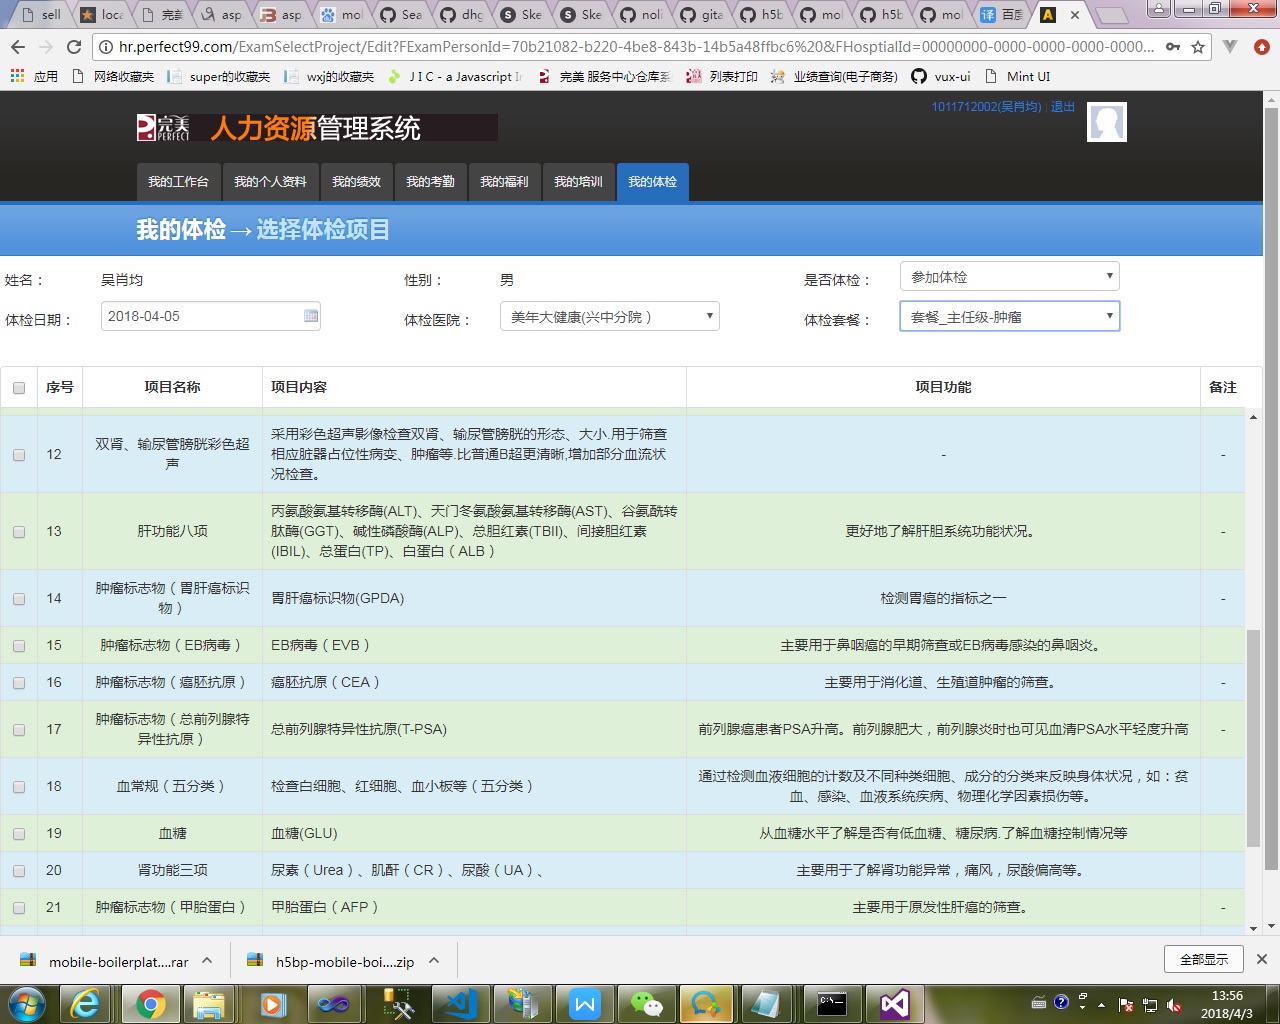 sell
loca
完美
asp
asp
mol
Sea
dhg
Ske
Ske
noli
gita
h5b
mol
h5b
mol
百度
hr.perfect99.com/ExamSelectProject/Edit?FExamPersonId=70b21082-b220-4be8-843b-14b5a48ffbc6%20&FHosptialId=00000000-0000-0000-0000-0000...
应用 网络收藏夹 super的收藏夹 wxj的收藏夹 J I C - a Javascript I 完美 服务中心仓库系 列表打印 业绩查询(电子商务) vux-ui Mint UI
1011712002(吴肖均) | 退出
完美 PERFECT 人力资源管理系统
我的工作台 我的个人资料 我的绩效 我的考勤 我的福利 我的培训 我的体检
我的体检→选择体检项目
姓名： 吴肖均 性别： 男 是否体检： 参加体检
体检日期： 2018-04-05 体检医院： 美年大健康(兴中分院） 体检套餐： 套餐_主任级-肿瘤
序号 项目名称 项目内容 项目功能 备注
12 双肾、输尿管膀胱彩色超声 采用彩色超声影像检查双肾、输尿管膀胱的形态、大小.用于筛查相应脏器占位性病变、肿瘤等.比普通B超更清晰,增加部分血流状况检查。 - -
13 肝功能八项 丙氨酸氨基转移酶(ALT)、天门冬氨酸氨基转移酶(AST)、谷氨酰转肽酶(GGT)、碱性磷酸酶(ALP)、总胆红素(TBIl)、间接胆红素(IBIL)、总蛋白(TP)、白蛋白（ALB） 更好地了解肝胆系统功能状况。 -
14 肿瘤标志物（胃肝癌标识物） 胃肝癌标识物(GPDA) 检测胃癌的指标之一 -
15 肿瘤标志物（EB病毒） EB病毒（EVB） 主要用于鼻咽癌的早期筛查或EB病毒感染的鼻咽炎。 -
16 肿瘤标志物（癌胚抗原） 癌胚抗原（CEA） 主要用于消化道、生殖道肿瘤的筛查。 -
17 肿瘤标志物（总前列腺特异性抗原） 总前列腺特异性抗原(T-PSA) 前列腺癌患者PSA升高。前列腺肥大，前列腺炎时也可见血清PSA水平轻度升高 -
18 血常规（五分类） 检查白细胞、红细胞、血小板等（五分类） 通过检测血液细胞的计数及不同种类细胞、成分的分类来反映身体状况，如：贫血、感染、血液系统疾病、物理化学因素损伤等。
19 血糖 血糖(GLU) 从血糖水平了解是否有低血糖、糖尿病.了解血糖控制情况等
20 肾功能三项 尿素（Urea）、肌酐（CR）、尿酸（UA）、 主要用于了解肾功能异常，痛风，尿酸偏高等。
21 肿瘤标志物（甲胎蛋白） 甲胎蛋白（AFP） 主要用于原发性肝癌的筛查。 -
mobile-boilerplat....rar h5bp-mobile-boi....zip 全部显示
13:56
2018/4/3